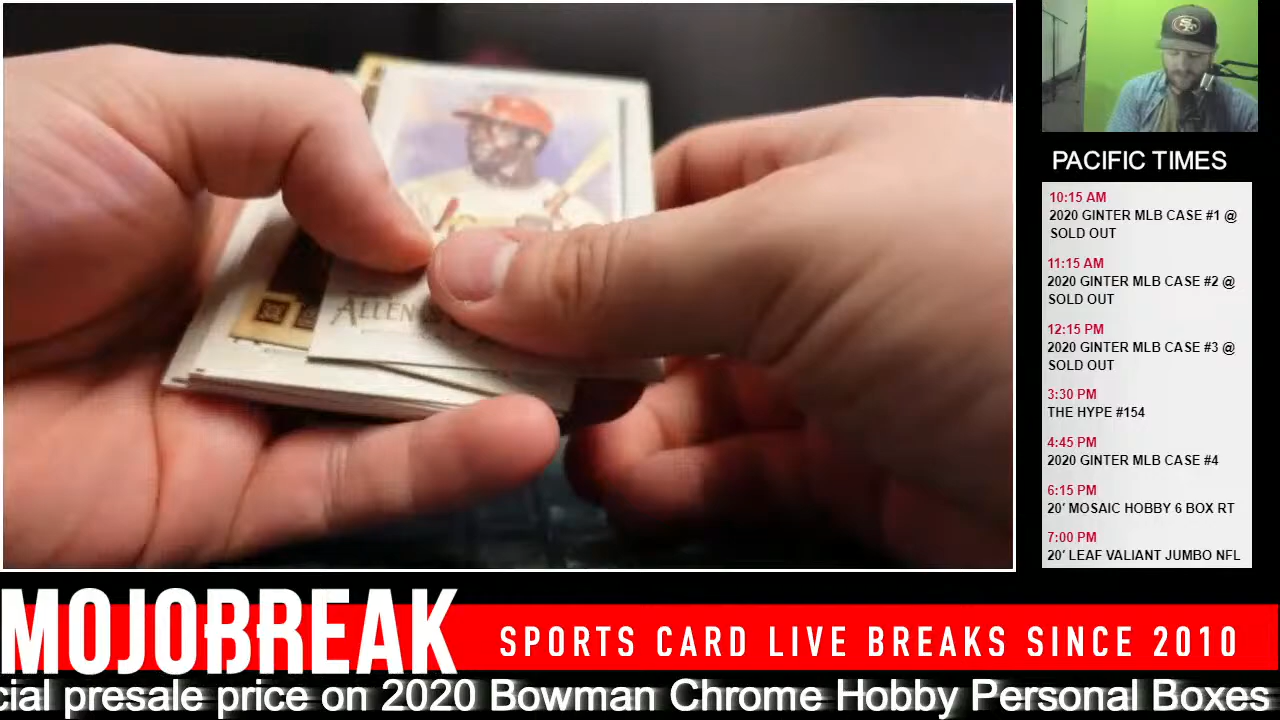 ALLEN
PACIFIC TIMES
10:15 AM
2020 GINTER MLB CASE #1 @
SOLD OUT
11:15 AM
2020 GINTER MLB CASE #2 @
SOLD OUT
12:15 PM
2020 GINTER MLB CASE #3 @
SOLD OUT
3:30 PM
THE HYPE #154
4:45 PM
2020 GINTER MLB CASE #4
6:15 PM
20' MOSAIC HOBBY 6 BOX RT
7:00 PM
20' LEAF VALIANT JUMBO NFL
MOJOBREAK
SPORTS CARD LIVE BREAKS SINCE 2010
cial presale price on 2020 Bowman Chrome Hobby Personal Boxes